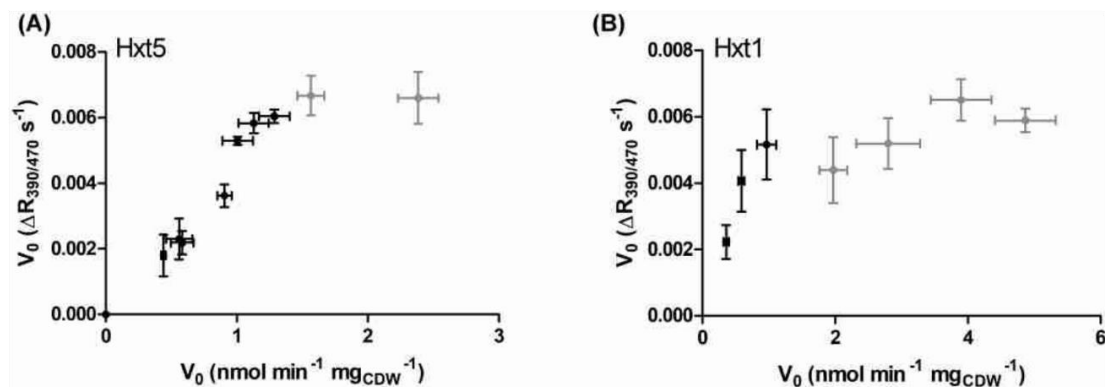 (A)
Hxt5
0.008
0.006
0.004
0.002
0.000
0
1
2
3
V₀ (ΔR₃₉₀/₄₇₀ s⁻¹)
V₀ (nmol min⁻¹ mg_CDW⁻¹)
(B)
Hxt1
0.008
0.006
0.004
0.002
0.000
0
2
4
6
V₀ (ΔR₃₉₀/₄₇₀ s⁻¹)
V₀ (nmol min⁻¹ mg_CDW⁻¹)